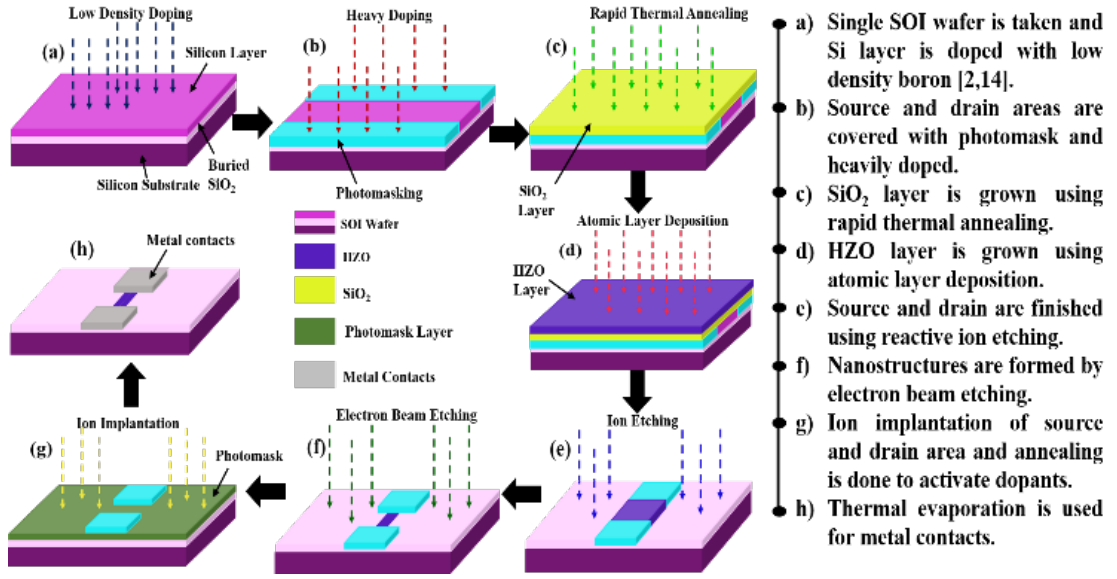 Low Density Doping
(a)
Silicon Layer
Silicon Substrate
Buried
SiO2
Heavy Doping
(b)
Photomasking
Rapid Thermal Annealing
(c)
SiO2
Layer
Atomic Layer Deposition
(d)
HZO
Layer
SOI Wafer
HZO
SiO2
Photomask Layer
Metal Contacts
Ion Etching
(e)
Electron Beam Etching
(f)
Ion Implantation
(g)
Photomask
(h)
Metal contacts
a) Single SOI wafer is taken and
Si layer is doped with low
density boron [2,14].
b) Source and drain areas are
covered with photomask and
heavily doped.
c) SiO2 layer is grown using
rapid thermal annealing.
d) HZO layer is grown using
atomic layer deposition.
e) Source and drain are finished
using reactive ion etching.
f) Nanostructures are formed by
electron beam etching.
g) Ion implantation of source
and drain area and annealing
is done to activate dopants.
h) Thermal evaporation is used
for metal contacts.